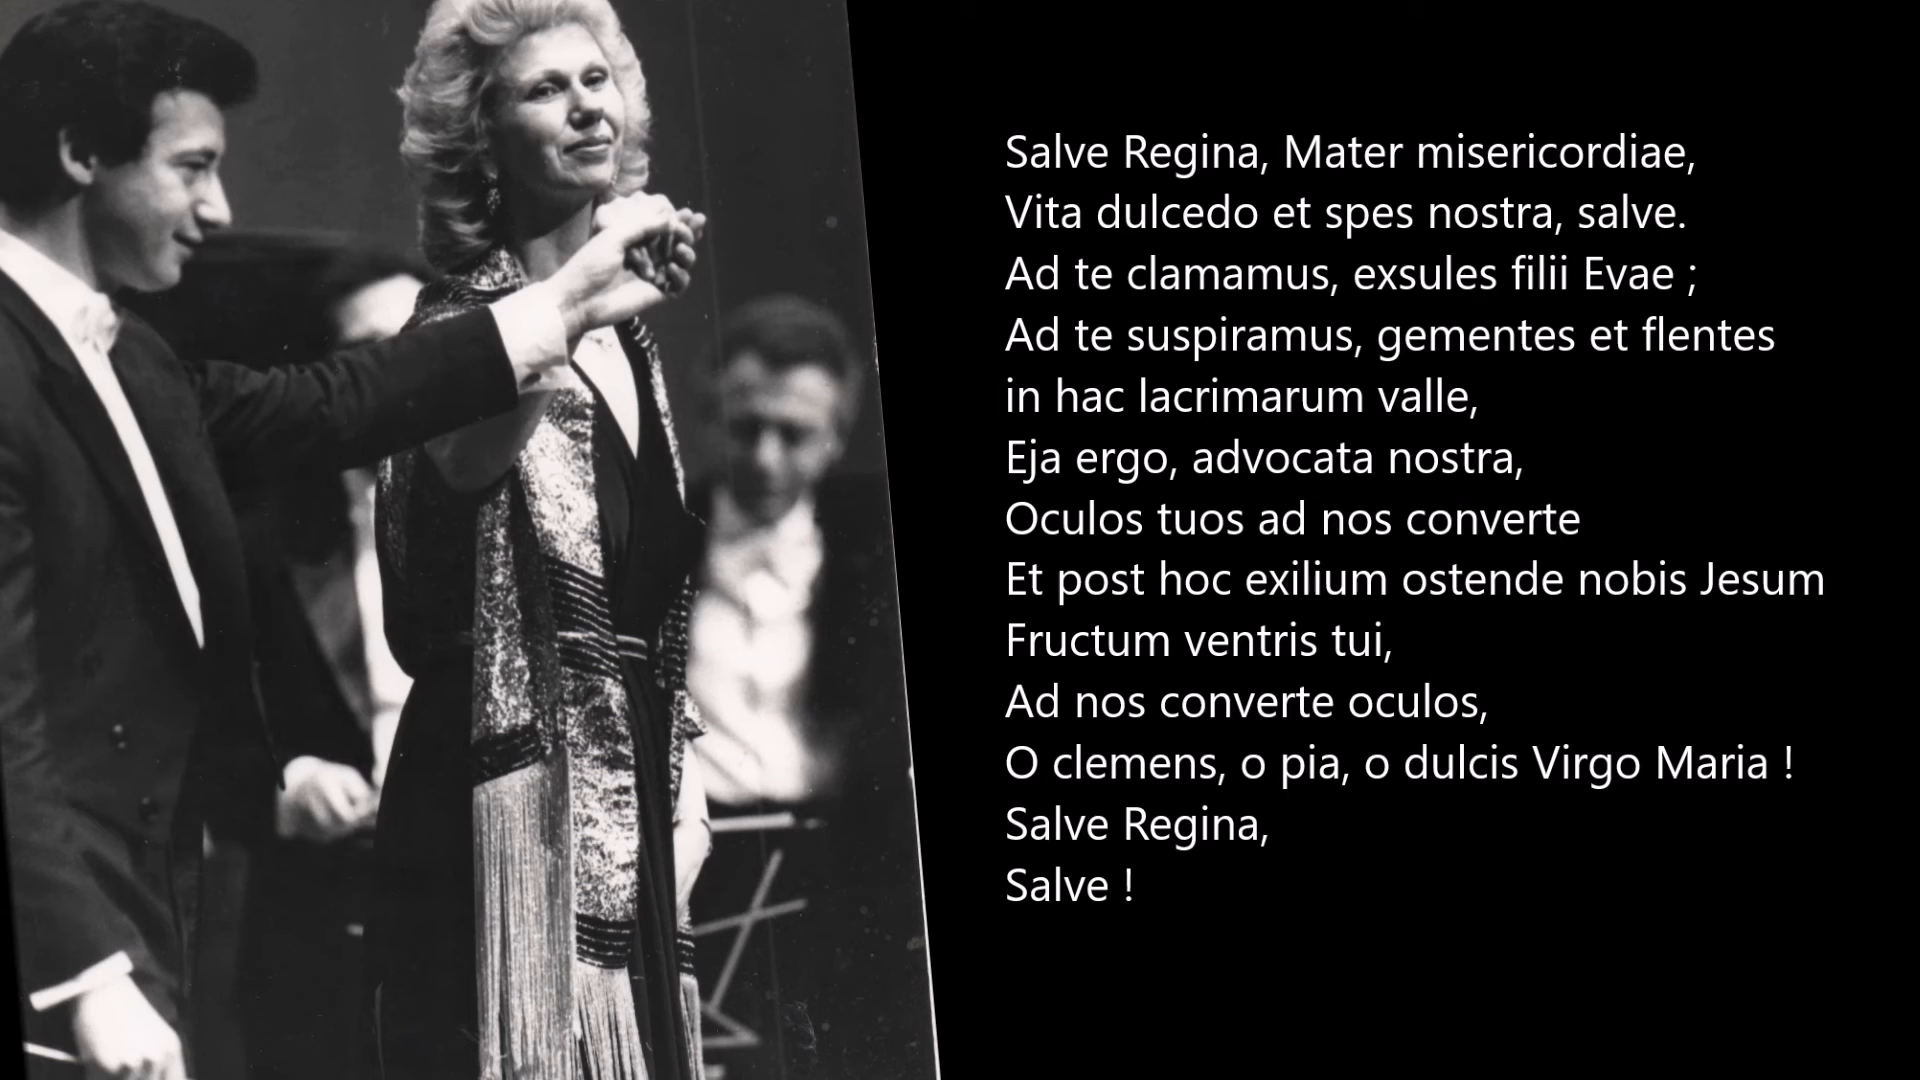 Salve Regina, Mater misericordiae,
Vita dulcedo et spes nostra, salve.
Ad te clamamus, exsules filii Evae ;
Ad te suspiramus, gementes et flentes
in hac lacrimarum valle,
Eja ergo, advocata nostra,
Oculos tuos ad nos converte
Et post hoc exilium ostende nobis Jesum
Fructum ventris tui,
Ad nos converte oculos,
O clemens, o pia, o dulcis Virgo Maria !
Salve Regina,
Salve !